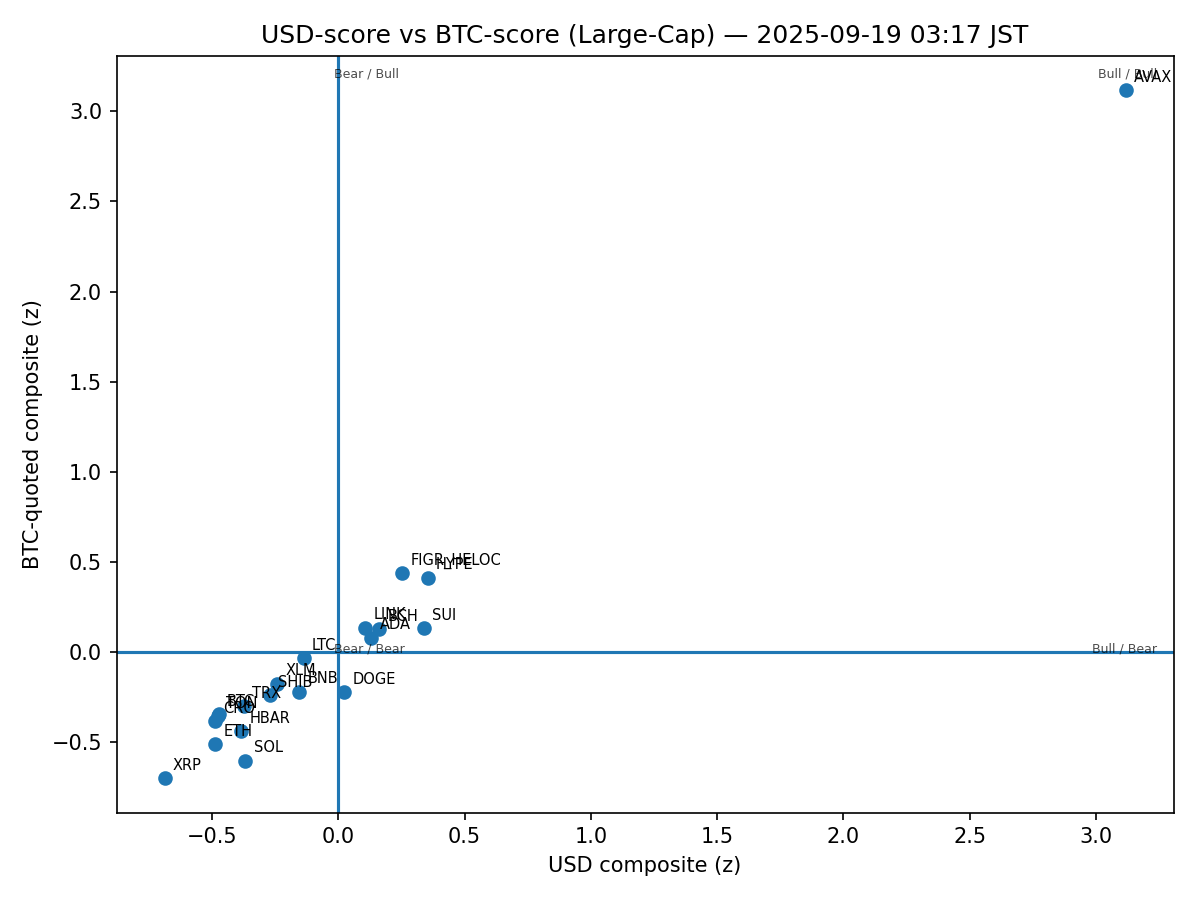 USD-score vs BTC-score (Large-Cap) — 2025-09-19 03:17 JST
Bear / Bull
Bull / Bull
AVAX
3.0
2.5
2.0
1.5
1.0
0.5
0.0
−0.5
BTC-quoted composite (z)
FIGR_HELOC
HYPE
LINK
BCH
SUI
ADA
LTC
Bear / Bear
Bull / Bear
XLM
BNB
DOGE
SHIB
TRX
BTC
TON
CRO
HBAR
ETH
SOL
XRP
−0.5
0.0
0.5
1.0
1.5
2.0
2.5
3.0
USD composite (z)